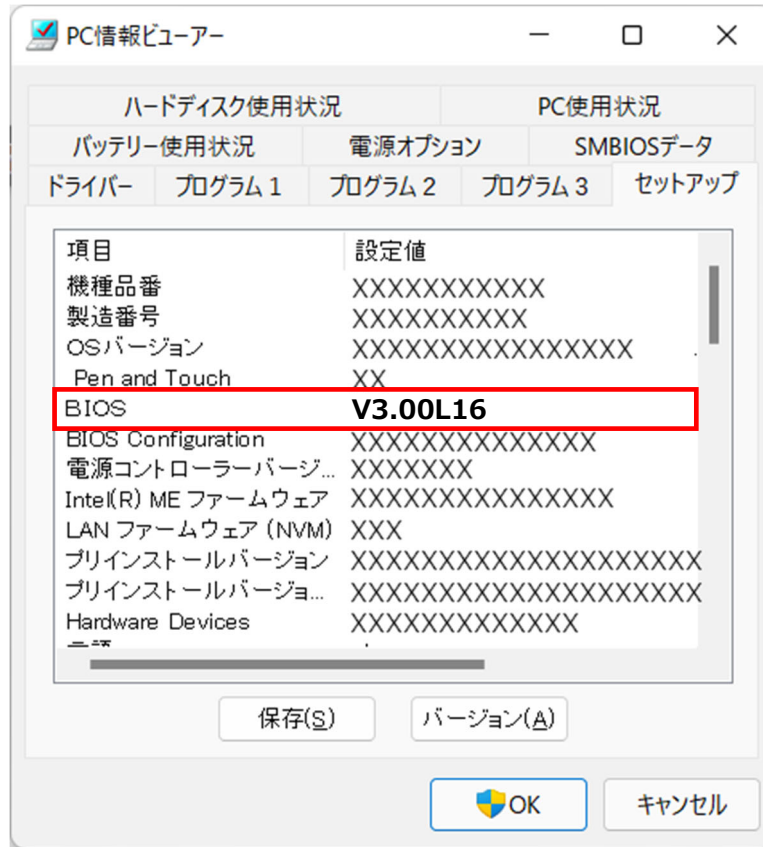 PC情報ビューアー
ハードディスク使用状況 PC使用状況
バッテリー使用状況 電源オプション SMBIOSデータ
ドライバー プログラム 1 プログラム 2 プログラム 3 セットアップ
項目 設定値
機種品番 XXXXXXXXXXX
製造番号 XXXXXXXXXX
OSバージョン XXXXXXXXXXXXXXXX
Pen and Touch XX
BIOS V3.00L16
BIOS Configuration XXXXXXXXXXXXXX
電源コントローラーバージ... XXXXXXX
Intel(R) ME ファームウェア XXXXXXXXXXXXXXX
LAN ファームウェア (NVM) XXX
プリインストールバージョン XXXXXXXXXXXXXXXXXXXX
プリインストールバージョ... XXXXXXXXXXXXXXXXXXXX
Hardware Devices XXXXXXXXXXXXX
保存(S) バージョン(A)
OK キャンセル